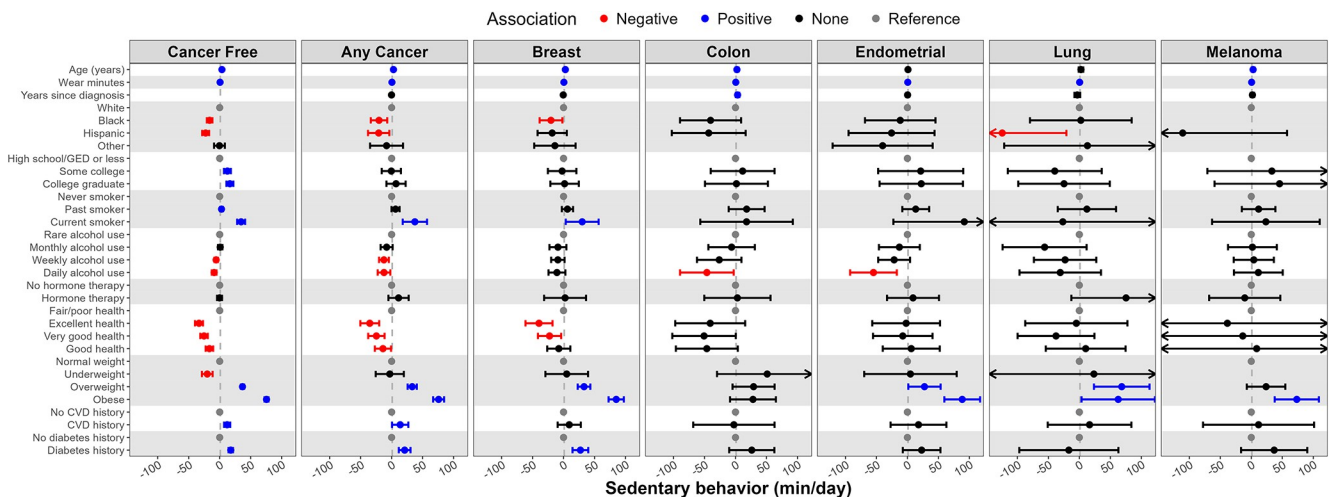 Association Negative Positive None Reference
Cancer Free Any Cancer Breast Colon Endometrial Lung Melanoma
Age (years)
Wear minutes
Years since diagnosis
White
Black
Hispanic
Other
High school/GED or less
Some college
College graduate
Never smoker
Past smoker
Current smoker
Rare alcohol use
Monthly alcohol use
Weekly alcohol use
Daily alcohol use
No hormone therapy
Hormone therapy
Fair/poor health
Excellent health
Very good health
Good health
Normal weight
Underweight
Overweight
Obese
No CVD history
CVD history
No diabetes history
Diabetes history
-100 -50 0 50 100 -100 -50 0 50 100 -100 -50 0 50 100 -100 -50 0 50 100 -100 -50 0 50 100 -100 -50 0 50 100 -100 -50 0 50 100
Sedentary behavior (min/day)